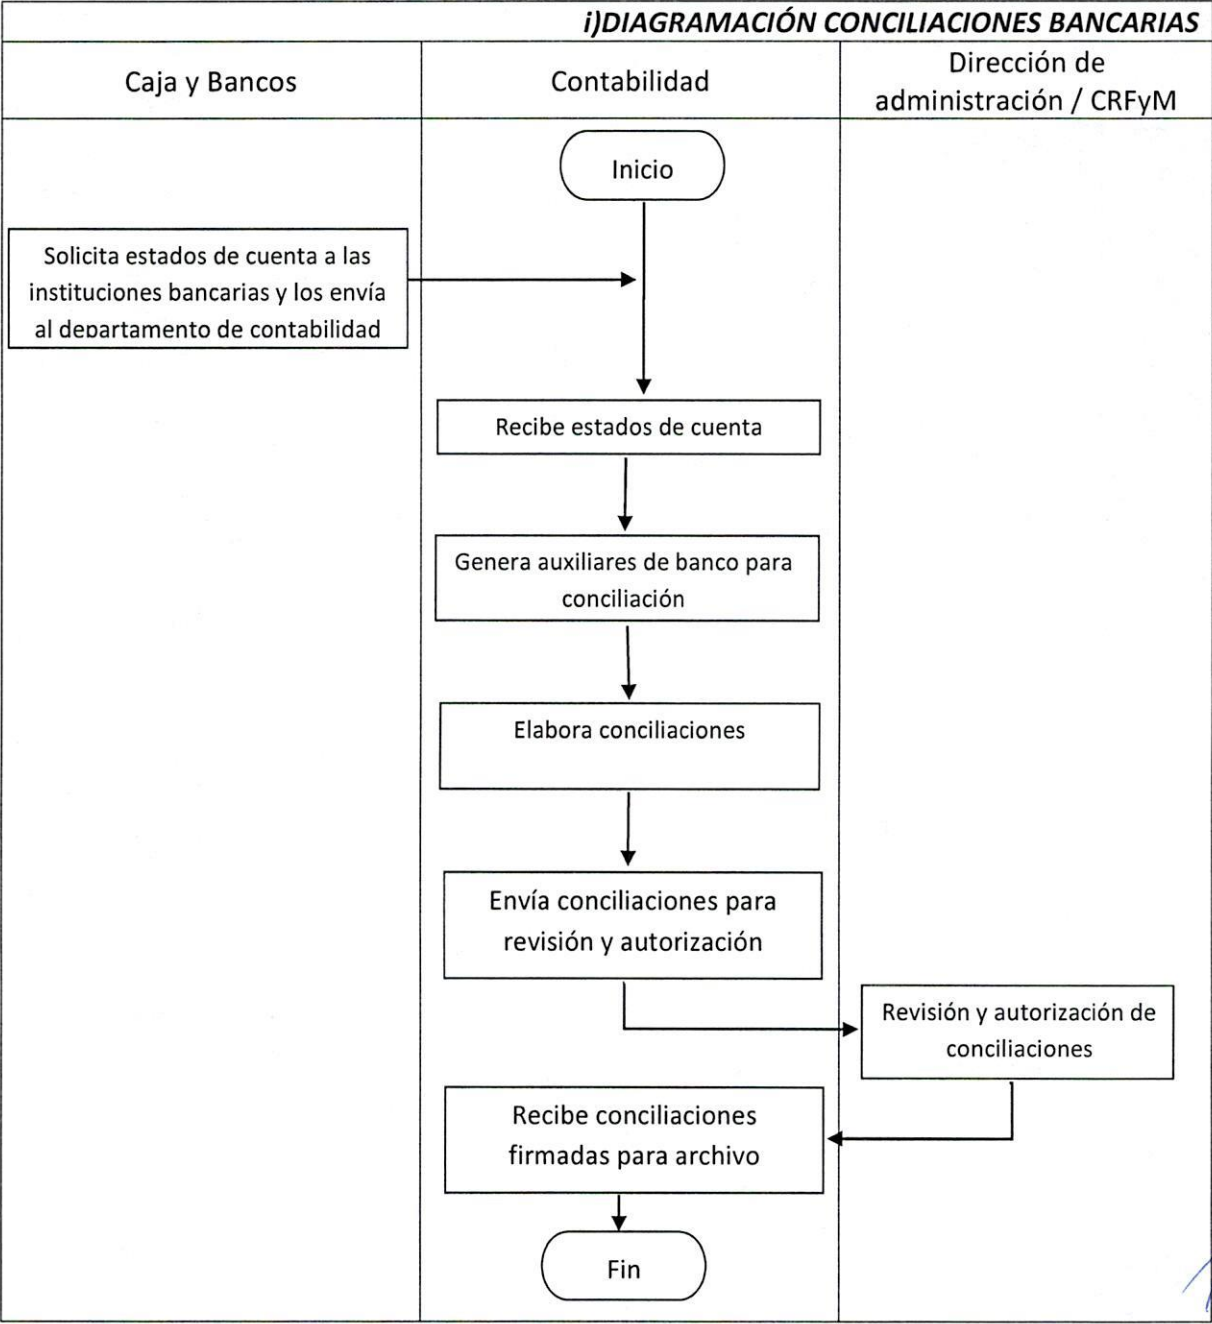 i)DIAGRAMACIÓN CONCILIACIONES BANCARIAS
Caja y Bancos
Contabilidad
Dirección de
administración / CRFyM
Inicio
Solicita estados de cuenta a las
instituciones bancarias y los envía
al departamento de contabilidad
Recibe estados de cuenta
Genera auxiliares de banco para
conciliación
Elabora conciliaciones
Envía conciliaciones para
revisión y autorización
Revisión y autorización de
conciliaciones
Recibe conciliaciones
firmadas para archivo
Fin